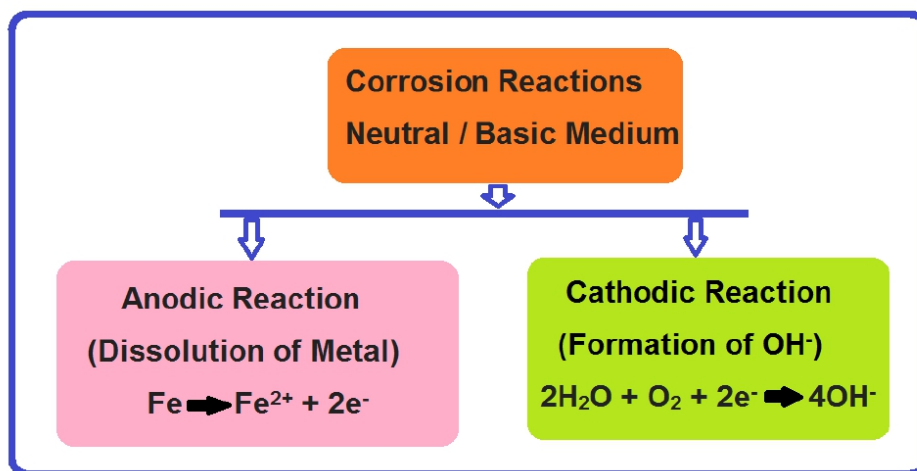 Corrosion Reactions
Neutral / Basic Medium
Anodic Reaction
(Dissolution of Metal)
Fe ➡ Fe²⁺ + 2e⁻
Cathodic Reaction
(Formation of OH⁻)
2H₂O + O₂ + 2e⁻ ➡ 4OH⁻